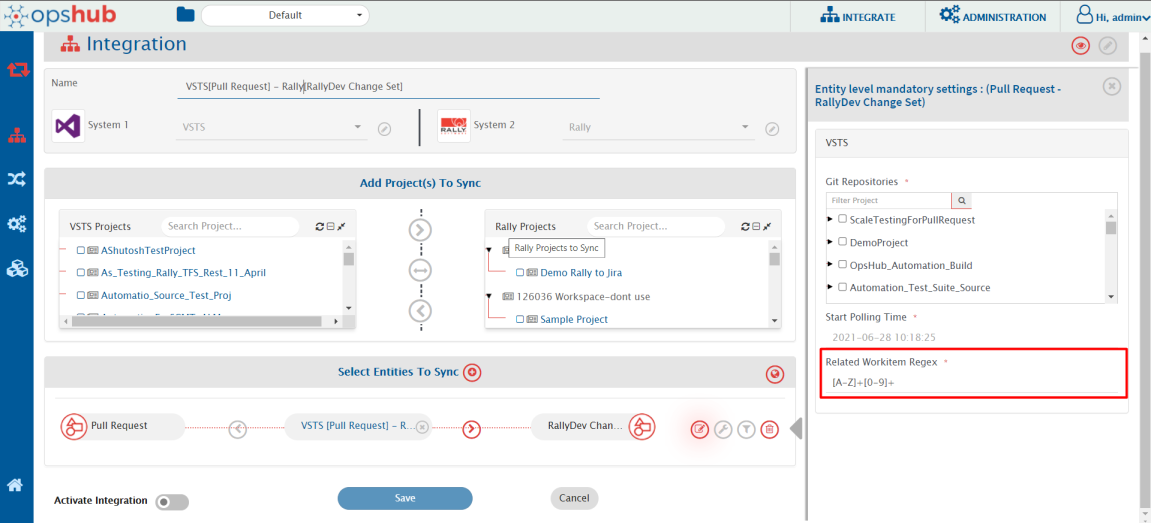 opshub
Default
INTEGRATE
ADMINISTRATION
Hi, admin
Integration
Name
VSTS[Pull Request] - Rally[RallyDev Change Set]
System 1
VSTS
RALLY
System 2
Rally
Add Project(s) To Sync
VSTS Projects
Search Project...
AShutoshTestProject
As_Testing_Rally_TFS_Rest_11_April
Automatio_Source_Test_Proj
Rally Projects
Search Project...
Rally Projects to Sync
Demo Rally to Jira
126036 Workspace-dont use
Sample Project
Select Entities To Sync
Pull Request
VSTS [Pull Request] - R...
RallyDev Chan...
Activate Integration
Save
Cancel
Entity level mandatory settings : (Pull Request -
RallyDev Change Set)
VSTS
Git Repositories *
Filter Project
ScaleTestingForPullRequest
DemoProject
OpsHub_Automation_Build
Automation_Test_Suite_Source
Start Polling Time *
2021-06-28 10:18:25
Related Workitem Regex *
[A-Z]+[0-9]+